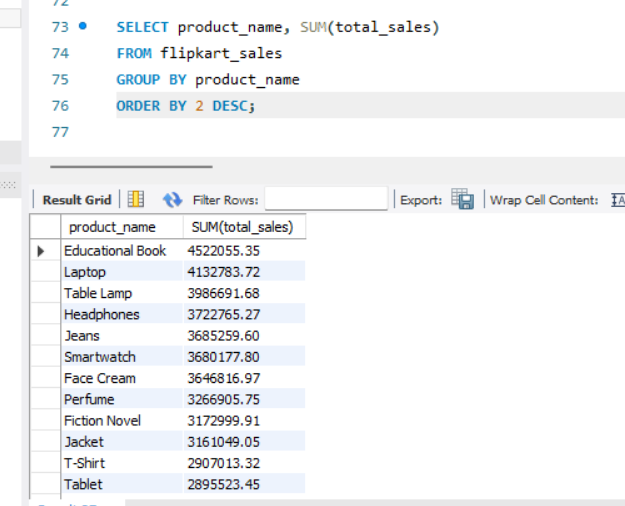 72
73 SELECT product_name, SUM(total_sales)
74 FROM flipkart_sales
75 GROUP BY product_name
76 ORDER BY 2 DESC;
77
Result Grid Filter Rows: Export: Wrap Cell Content:
product_name SUM(total_sales)
Educational Book 4522055.35
Laptop 4132783.72
Table Lamp 3986691.68
Headphones 3722765.27
Jeans 3685259.60
Smartwatch 3680177.80
Face Cream 3646816.97
Perfume 3266905.75
Fiction Novel 3172999.91
Jacket 3161049.05
T-Shirt 2907013.32
Tablet 2895523.45